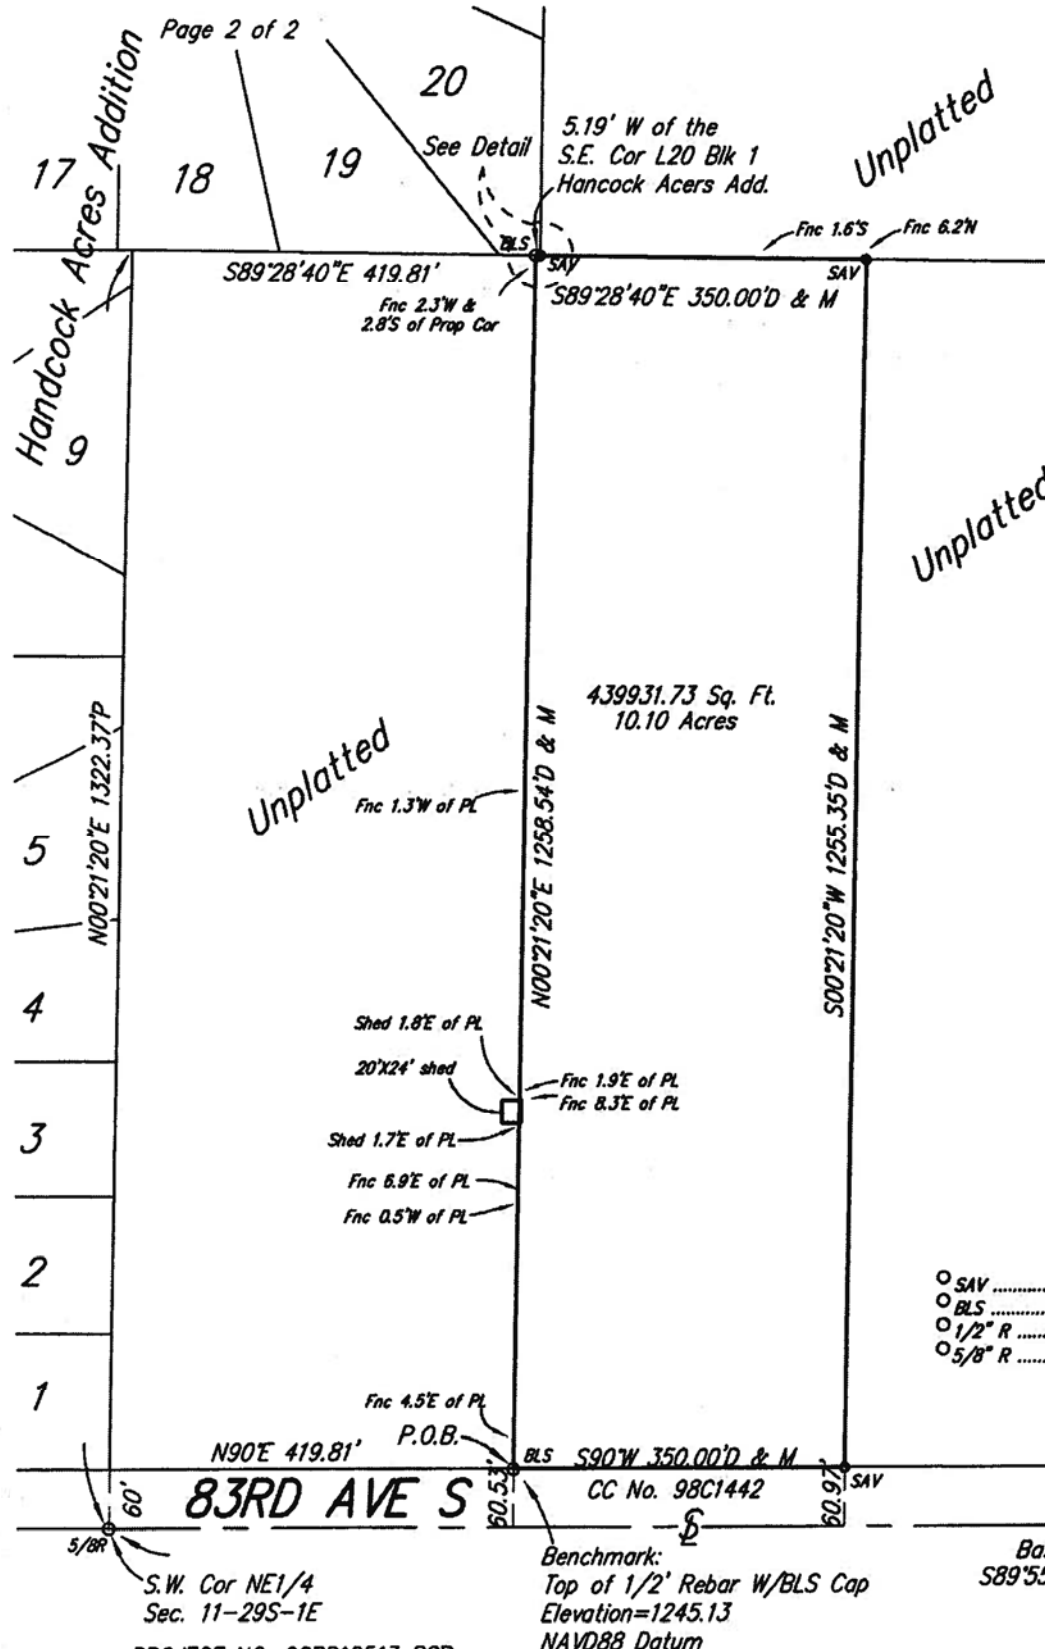 Page 2 of 2
Handcock Acres Addition
20
17
18
19
See Detail
5.19' W of the
S.E. Cor L20 Blk 1
Hancock Acers Add.
Unplatted
BLS
SAV
Fnc 1.6'S
Fnc 6.2'N
SAV
S89°28'40"E 419.81'
S89°28'40"E 350.00'D & M
Fnc 2.3'W &
2.8'S of Prop Cor
9
Unplatted
439931.73 Sq. Ft.
10.10 Acres
N00°21'20"E 1322.37'P
Unplatted
N00°21'20"E 1258.54'D & M
S00°21'20"W 1255.35'D & M
Fnc 1.3'W of PL
5
4
Shed 1.8'E of PL
20'X24' shed
Fnc 1.9'E of PL
Fnc 8.3'E of PL
3
Shed 1.7'E of PL
Fnc 6.9'E of PL
Fnc 0.5'W of PL
2
SAV ............
BLS ............
1/2" R ......
5/8" R ......
1
Fnc 4.5'E of PL
P.O.B.
N90°E 419.81'
BLS
S90°W 350.00'D & M
SAV
83RD AVE S
60'
60.53'
CC No. 98C1442
60.97'
5/8R
S.W. Cor NE1/4
Sec. 11-29S-1E
Benchmark:
Top of 1/2' Rebar W/BLS Cap
Elevation=1245.13
NAVD88 Datum
Ba
S89°55